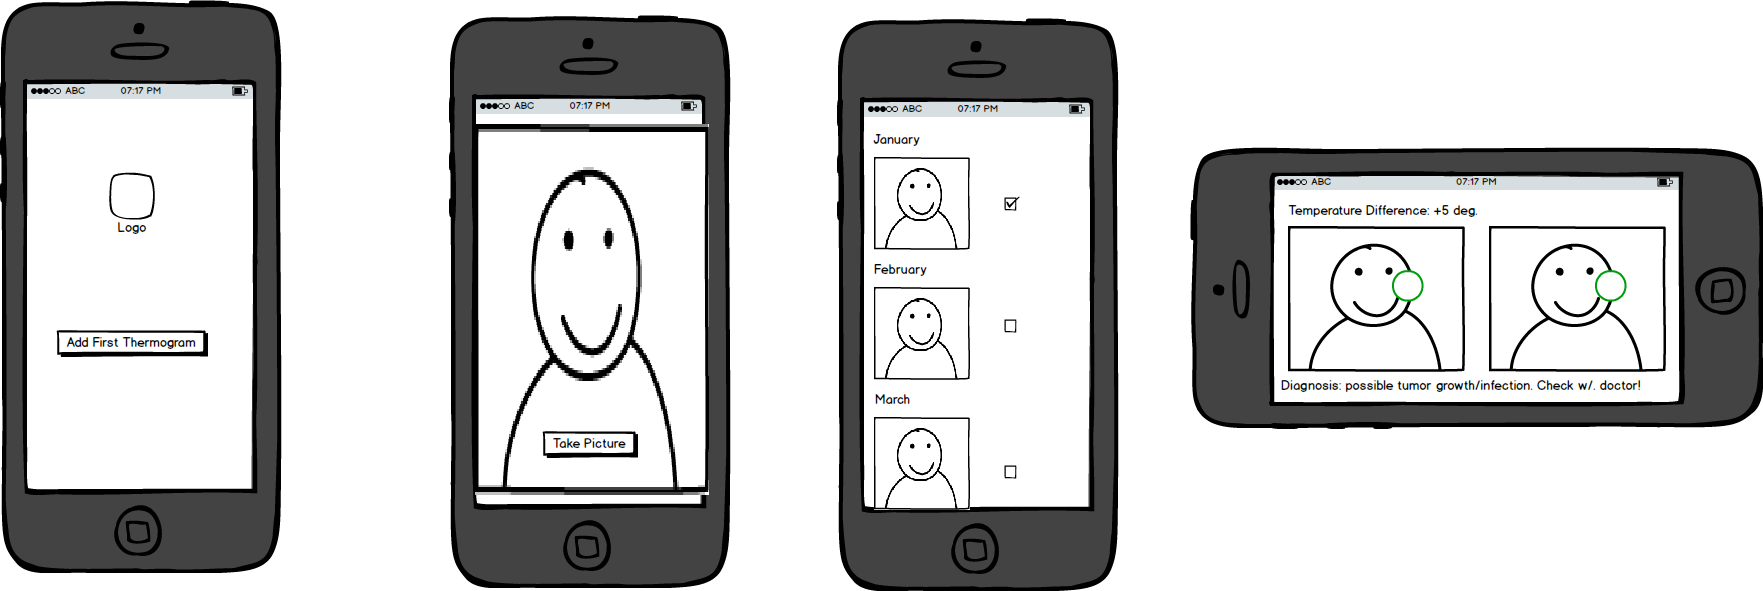 ABC 07:17 PM
Logo
Add First Thermogram
ABC 07:17 PM
Take Picture
ABC 07:17 PM
January
February
March
ABC 07:17 PM
Temperature Difference: +5 deg.
Diagnosis: possible tumor growth/infection. Check w/. doctor!